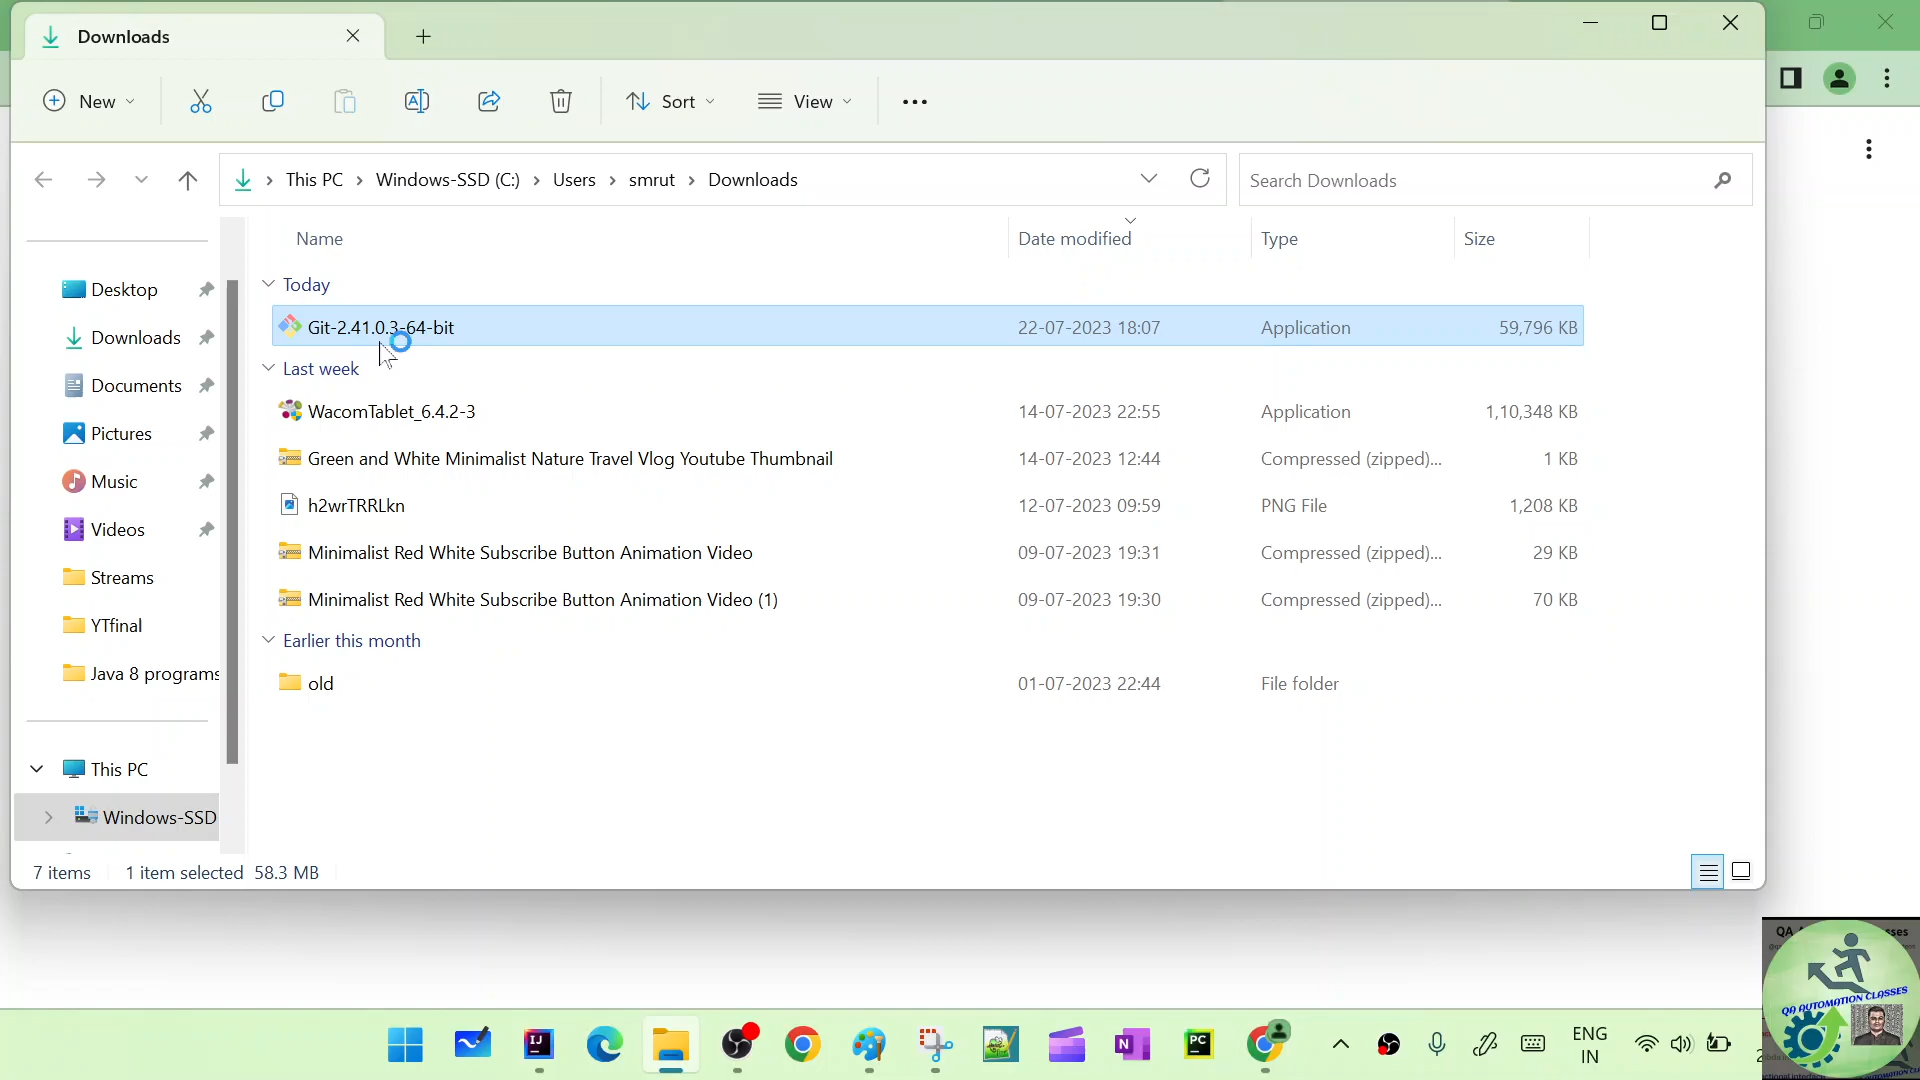 Downloads
New
Sort
View
This PC
Windows-SSD (C:)
Users
smrut
Downloads
Search Downloads
Name
Date modified
Type
Size
Desktop
Downloads
Documents
Pictures
Music
Videos
Streams
YTfinal
Java 8 programs
This PC
Windows-SSD
Today
Git-2.41.0.3-64-bit 22-07-2023 18:07 Application 59,796 KB
Last week
WacomTablet_6.4.2-3 14-07-2023 22:55 Application 1,10,348 KB
Green and White Minimalist Nature Travel Vlog Youtube Thumbnail 14-07-2023 12:44 Compressed (zipped)... 1 KB
h2wrTRRLkn 12-07-2023 09:59 PNG File 1,208 KB
Minimalist Red White Subscribe Button Animation Video 09-07-2023 19:31 Compressed (zipped)... 29 KB
Minimalist Red White Subscribe Button Animation Video (1) 09-07-2023 19:30 Compressed (zipped)... 70 KB
Earlier this month
old 01-07-2023 22:44 File folder
7 items 1 item selected 58.3 MB
QA AUTOMATION CLASSES
IJ
N
PC
ENG
IN